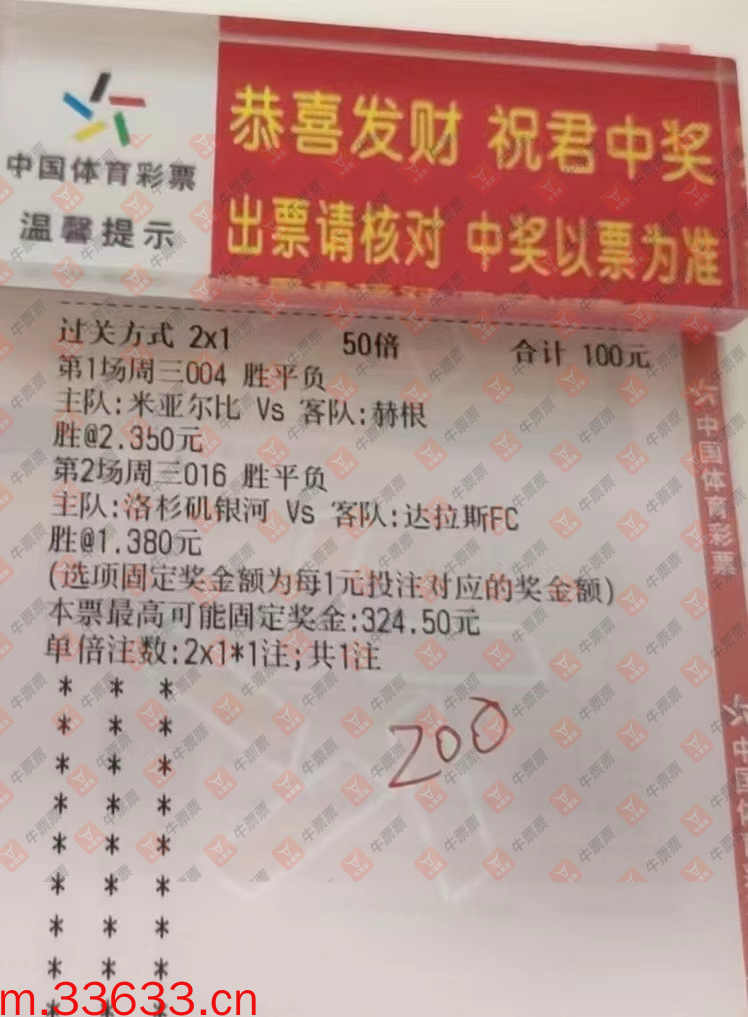 中国体育彩票
温馨提示
恭喜发财 祝君中奖
出票请核对 中奖以票为准
过关方式 2x1 50倍 合计 100元
第1场周三004 胜平负
主队:米亚尔比 Vs 客队:赫根
胜@2.350元
第2场周三016 胜平负
主队:洛杉矶银河 Vs 客队:达拉斯FC
胜@1.380元
(选项固定奖金额为每1元投注对应的奖金额)
本票最高可能固定奖金:324.50元
单倍注数:2x1*1注;共1注
* * *
* * *
* * *
* * *
* * *
* * *
* * *
* * *
* * *
200
中国体育彩票
牛票票
m.33633.cn